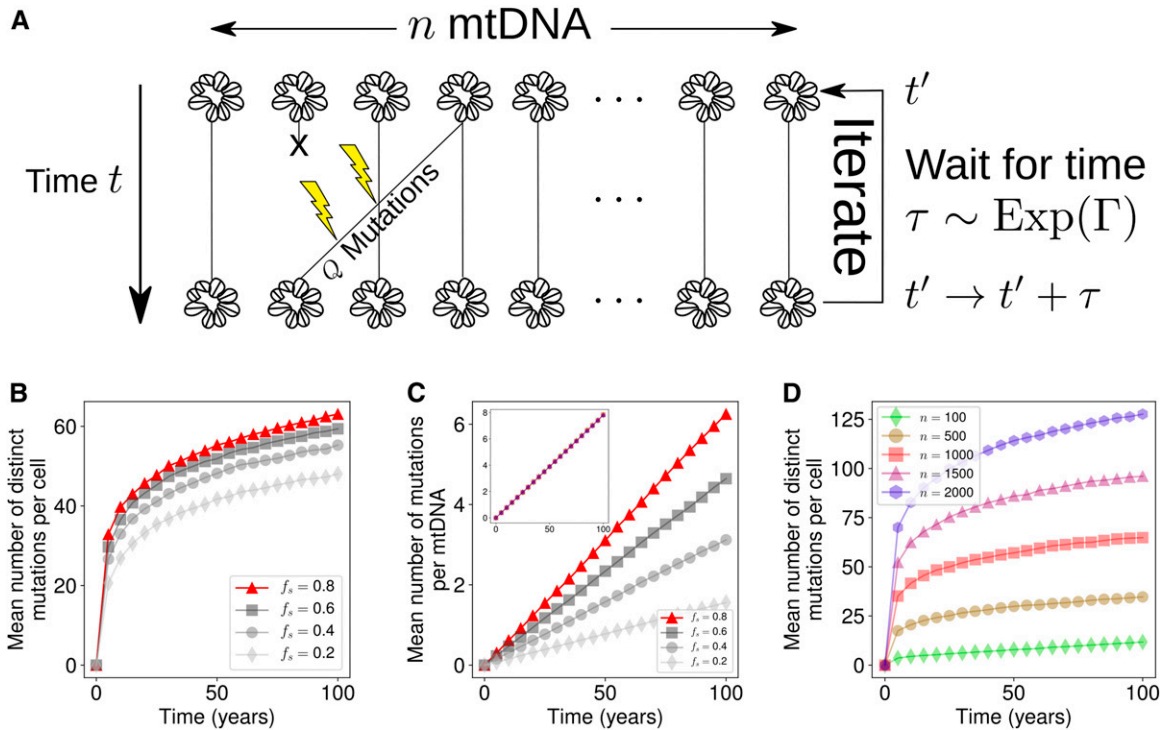 A
n mtDNA
Time t
X
Q Mutations
. . .
. . .
. . .
Iterate
t′
Wait for time
τ ∼ Exp(Γ)
t′ → t′ + τ
B
Mean number of distinct
mutations per cell
60
40
20
0
f_s = 0.8
f_s = 0.6
f_s = 0.4
f_s = 0.2
0 50 100
Time (years)
C
Mean number of mutations
per mtDNA
6
4
2
0
8
6
4
2
0
0 50 100
f_s = 0.8
f_s = 0.6
f_s = 0.4
f_s = 0.2
0 50 100
Time (years)
D
Mean number of distinct
mutations per cell
125
100
75
50
25
0
n = 100
n = 500
n = 1000
n = 1500
n = 2000
0 50 100
Time (years)